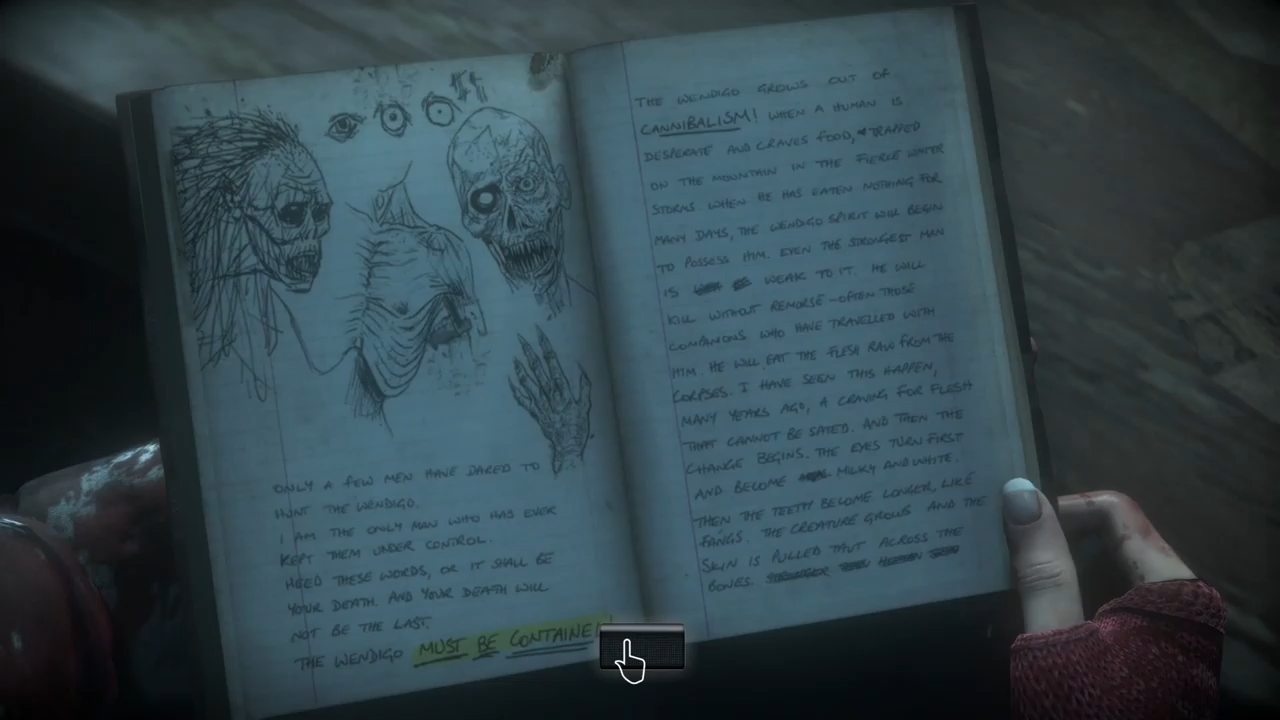 ONLY A FEW MEN HAVE DARED TO
HUNT THE WENDIGO.
I AM THE ONLY MAN WHO HAS EVER
KEPT THEM UNDER CONTROL.
HEED THESE WORDS, OR IT SHALL BE
YOUR DEATH. AND YOUR DEATH WILL
NOT BE THE LAST.
THE WENDIGO MUST BE CONTAINED
THE WENDIGO GROWS OUT OF
CANNIBALISM! WHEN A HUMAN IS
DESPERATE AND CRAVES FOOD, TRAPPED
ON THE MOUNTAIN IN THE FIERCE WINTER
STORMS WHEN HE HAS EATEN NOTHING FOR
MANY DAYS, THE WENDIGO SPIRIT WILL BEGIN
TO POSSESS HIM. EVEN THE STRONGEST MAN
IS WEAK TO IT. HE WILL
KILL WITHOUT REMORSE - OFTEN THOSE
COMPANIONS WHO HAVE TRAVELLED WITH
HIM. HE WILL EAT THE FLESH RAW FROM THE
CORPSES. I HAVE SEEN THIS HAPPEN,
MANY YEARS AGO, A CRAVING FOR FLESH
THAT CANNOT BE SATED. AND THEN THE
CHANGE BEGINS. THE EYES TURN FIRST
AND BECOME MILKY AND WHITE.
THEN THE TEETH BECOME LONGER, LIKE
FANGS. THE CREATURE GROWS AND THE
SKIN IS PULLED TAUT ACROSS THE
BONES. STRONGER THAN HUMAN